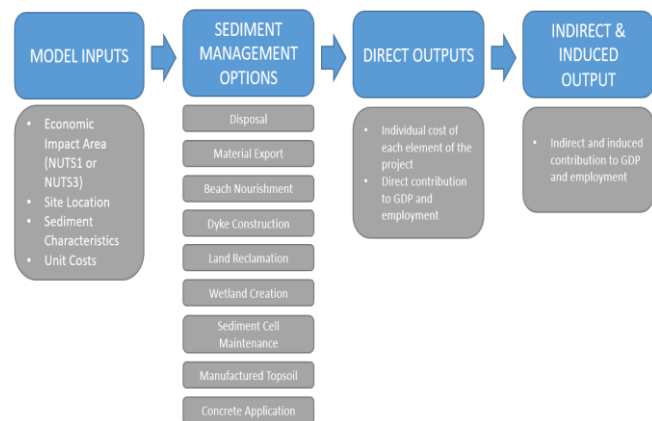 MODEL INPUTS
• Economic
Impact Area
(NUTS1 or
NUTS3)
• Site Location
• Sediment
Characteristics
• Unit Costs
SEDIMENT
MANAGEMENT
OPTIONS
Disposal
Material Export
Beach Nourishment
Dyke Construction
Land Reclamation
Wetland Creation
Sediment Cell
Maintenance
Manufactured Topsoil
Concrete Application
DIRECT OUTPUTS
• Individual cost of
each element of the
project
• Direct contribution
to GDP and
employment
INDIRECT &
INDUCED
OUTPUT
• Indirect and induced
contribution to GDP
and employment